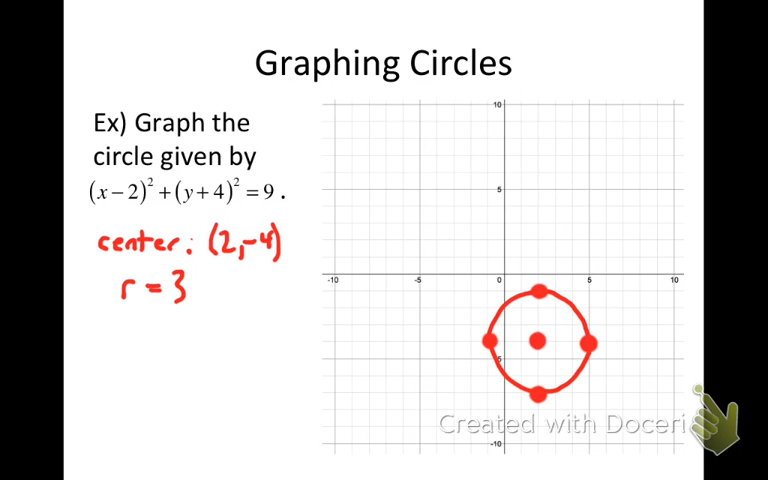 Graphing Circles
Ex) Graph the
circle given by
(x−2)² + (y+4)² = 9 .
center: (2,-4)
r = 3
10
5
-10 -5 0 5 10
5
-10
Created with Doceri